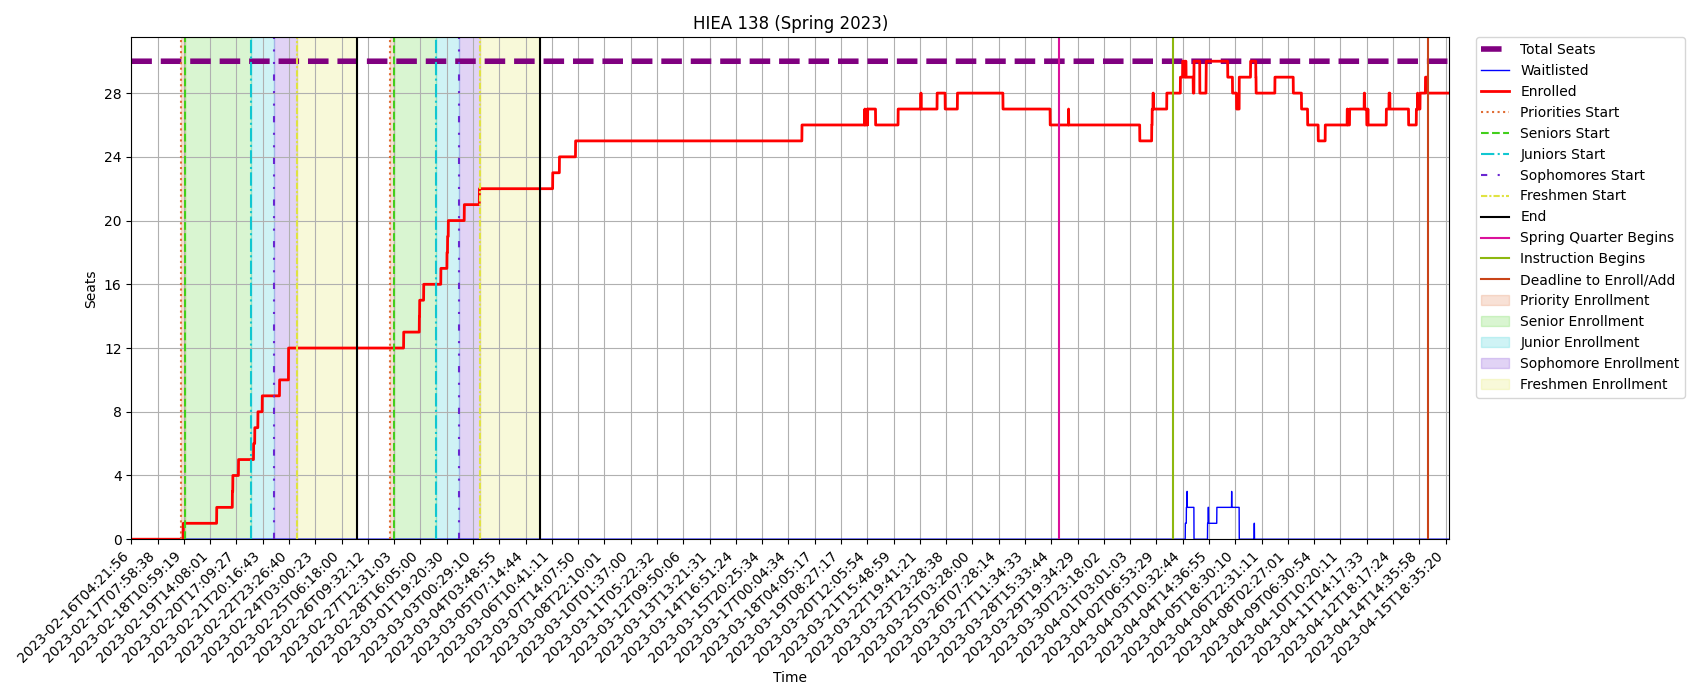 HIEA 138 (Spring 2023)
Seats
28
24
20
16
12
8
4
0
2023-02-16T04:21:56
2023-02-17T07:58:38
2023-02-18T10:59:19
2023-02-19T14:08:01
2023-02-20T17:09:27
2023-02-21T20:16:43
2023-02-22T23:26:40
2023-02-24T03:00:23
2023-02-25T06:18:00
2023-02-26T09:32:12
2023-02-27T12:31:03
2023-02-28T16:05:00
2023-03-01T19:20:30
2023-03-03T00:29:16
2023-03-04T03:48:55
2023-03-05T07:14:44
2023-03-06T10:41:11
2023-03-07T14:07:50
2023-03-08T22:10:01
2023-03-10T01:37:00
2023-03-11T05:22:32
2023-03-12T09:50:06
2023-03-13T13:21:31
2023-03-14T16:51:24
2023-03-15T20:25:34
2023-03-17T00:04:34
2023-03-18T04:05:17
2023-03-19T08:27:17
2023-03-20T12:05:54
2023-03-21T15:48:59
2023-03-22T19:41:21
2023-03-23T23:28:38
2023-03-25T03:28:00
2023-03-26T07:28:14
2023-03-27T11:34:33
2023-03-28T15:33:44
2023-03-29T19:34:29
2023-03-30T23:18:02
2023-04-01T03:01:03
2023-04-02T06:53:29
2023-04-03T10:32:44
2023-04-04T14:36:55
2023-04-05T18:30:10
2023-04-06T22:31:11
2023-04-08T02:27:01
2023-04-09T06:30:54
2023-04-10T10:20:11
2023-04-11T14:17:33
2023-04-12T18:17:24
2023-04-14T14:35:58
2023-04-15T18:35:20
Time
Total Seats
Waitlisted
Enrolled
Priorities Start
Seniors Start
Juniors Start
Sophomores Start
Freshmen Start
End
Spring Quarter Begins
Instruction Begins
Deadline to Enroll/Add
Priority Enrollment
Senior Enrollment
Junior Enrollment
Sophomore Enrollment
Freshmen Enrollment